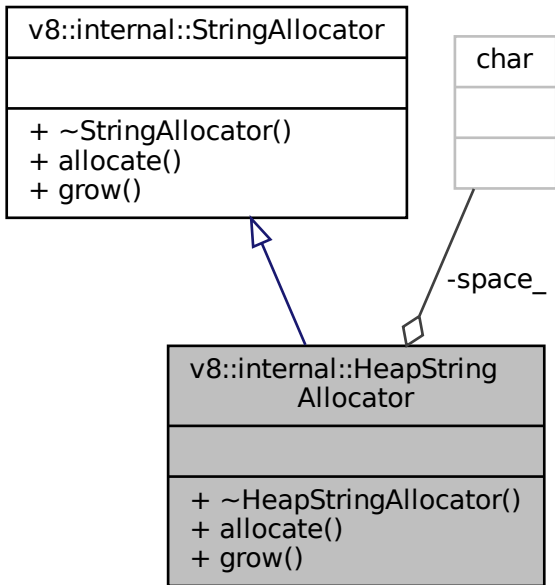 v8::internal::StringAllocator
+ ~StringAllocator()
+ allocate()
+ grow()
char
-space_
v8::internal::HeapString
Allocator
+ ~HeapStringAllocator()
+ allocate()
+ grow()